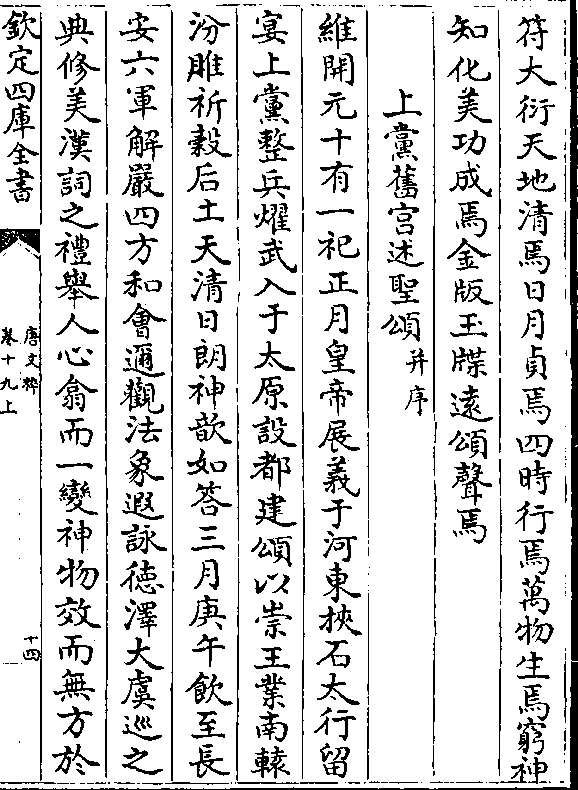 符大衍天地清焉日月貞焉四時行焉萬物生焉窮神
知化美功成焉金版玉牒遠頌聲焉
上黨舊宫述聖頌并序
維開元十有一祀正月皇帝展義于河東挾石太行留
宴上黨整兵耀武入于太原設都建頌以崇王業南轅
汾脽祈穀后土天清日朗神歆如答三月庚午飲至長
安六軍解嚴四方和會邇觀法象遐詠徳澤大虞巡之
典修美漢詞之禮舉人心翕而一變神物效而無方於
欽定四庫全書
唐文粹
卷十九上
十四